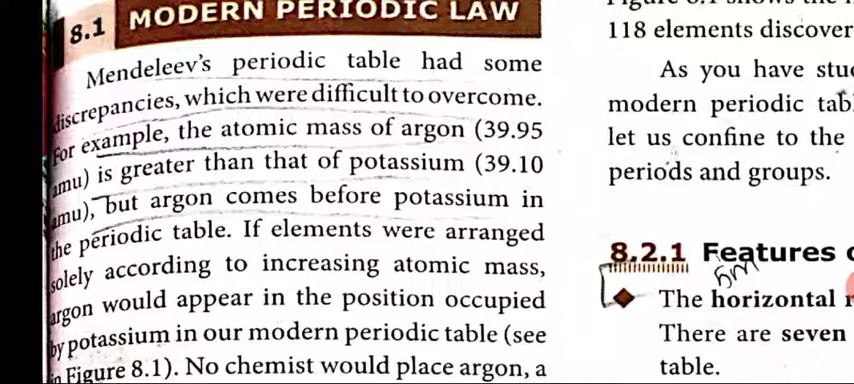 8.1 MODERN PERIODIC LAW
Mendeleev's periodic table had some
discrepancies, which were difficult to overcome.
For example, the atomic mass of argon (39.95
amu) is greater than that of potassium (39.10
amu), but argon comes before potassium in
the periodic table. If elements were arranged
solely according to increasing atomic mass,
argon would appear in the position occupied
by potassium in our modern periodic table (see
in Figure 8.1). No chemist would place argon, a
118 elements discover
As you have stu
modern periodic tab
let us confine to the
periods and groups.
8.2.1 Features
5m
The horizontal
There are seven
table.